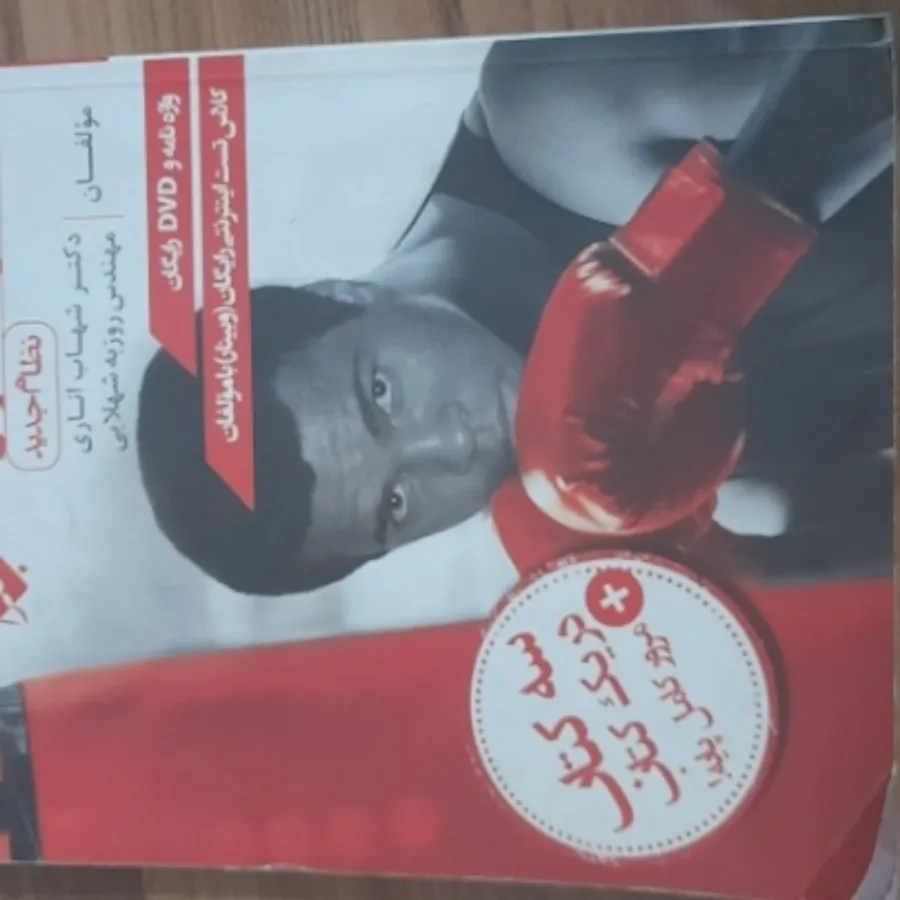 نظام جدید
مؤلفان
دکتر شهاب اناری
مهندس روزبه شهلایی
واژه نامه و DVD رایگان
کلاس تست اینترنتی رایگان (وبینار) با مؤلفان
سه کتاب
در یک کتاب
+